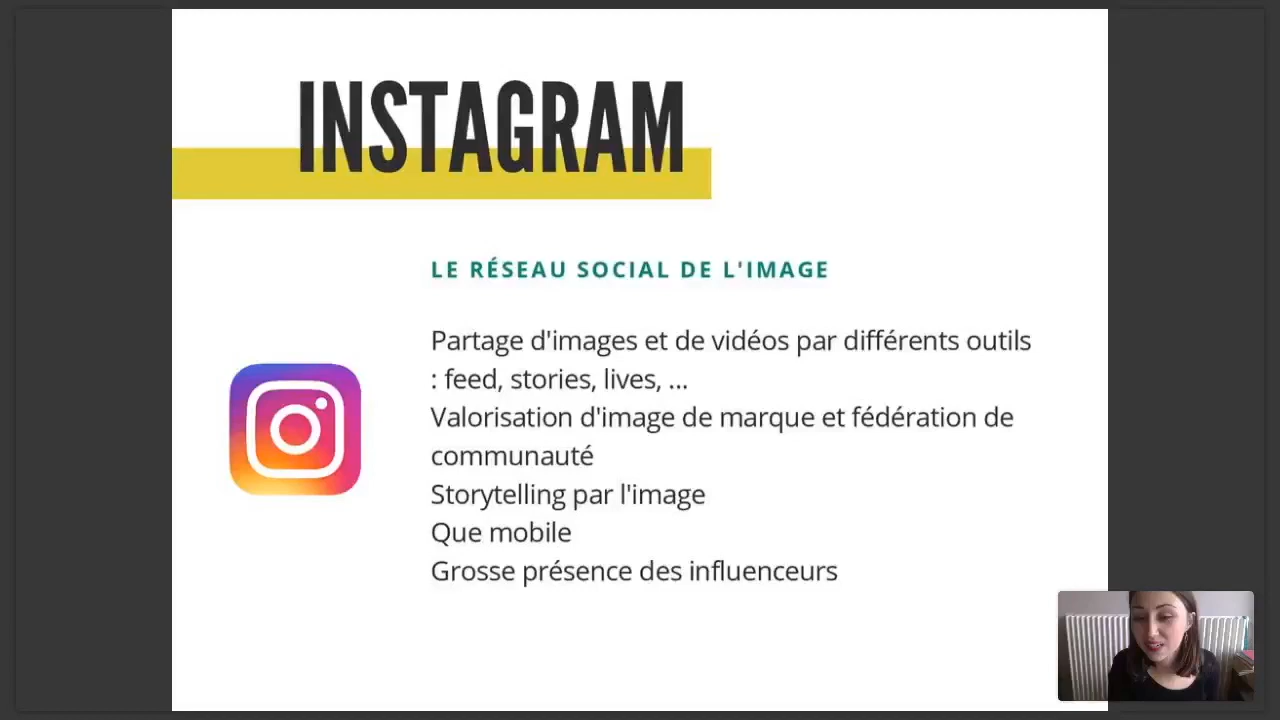 INSTAGRAM
LE RÉSEAU SOCIAL DE L'IMAGE
Partage d'images et de vidéos par différents outils
: feed, stories, lives, ...
Valorisation d'image de marque et fédération de
communauté
Storytelling par l'image
Que mobile
Grosse présence des influenceurs